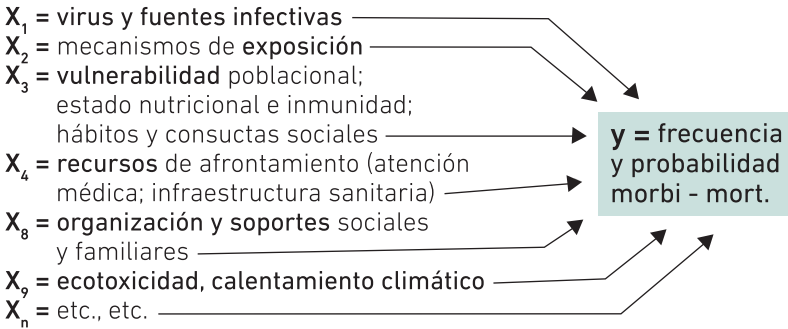 X₁ = virus y fuentes infectivas
X₂ = mecanismos de exposición
X₃ = vulnerabilidad poblacional;
estado nutricional e inmunidad;
hábitos y consuctas sociales
X₄ = recursos de afrontamiento (atención
médica; infraestructura sanitaria)
X₈ = organización y soportes sociales
y familiares
X₉ = ecotoxicidad, calentamiento climático
Xₙ = etc., etc.
y = frecuencia
y probabilidad
morbi - mort.